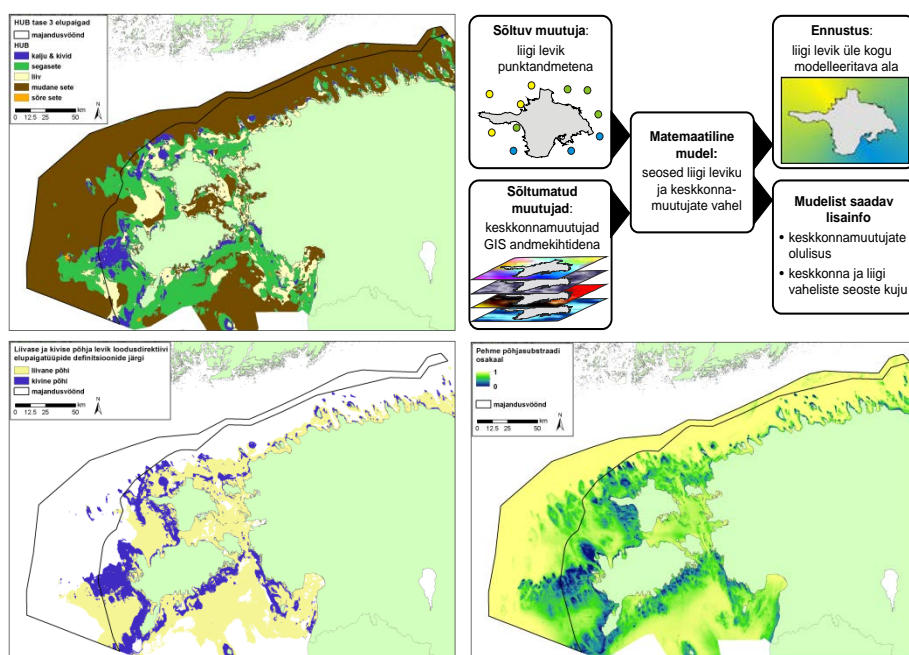 HUB tase 3 elupaigad
majandusvöönd
HUB
kalju & kivid
segasete
liiv
mudane sete
sõre sete
km
0 12.5 25 50
N
Sõltuv muutuja:
liigi levik
punktandmetena
Sõltumatud
muutujad:
keskkonnamuutujad
GIS andmekihtidena
Matemaatiline
mudel:
seosed liigi leviku
ja keskkonna-
muutujate vahel
Ennustus:
liigi levik üle kogu
modelleeritava ala
Mudelist saadav
lisainfo
• keskkonnamuutujate
olulisus
• keskkonna ja liigi
vaheliste seoste kuju
Liivase ja kivise põhja levik loodusdirektiivi
elupaigatüüpide definitsioonide järgi
liivane põhi
kivine põhi
majandusvöönd
N
km
0 12.5 25 50
Pehme põhjasubstraadi
osakaal
1
0
majandusvöönd
N
km
0 12.5 25 50